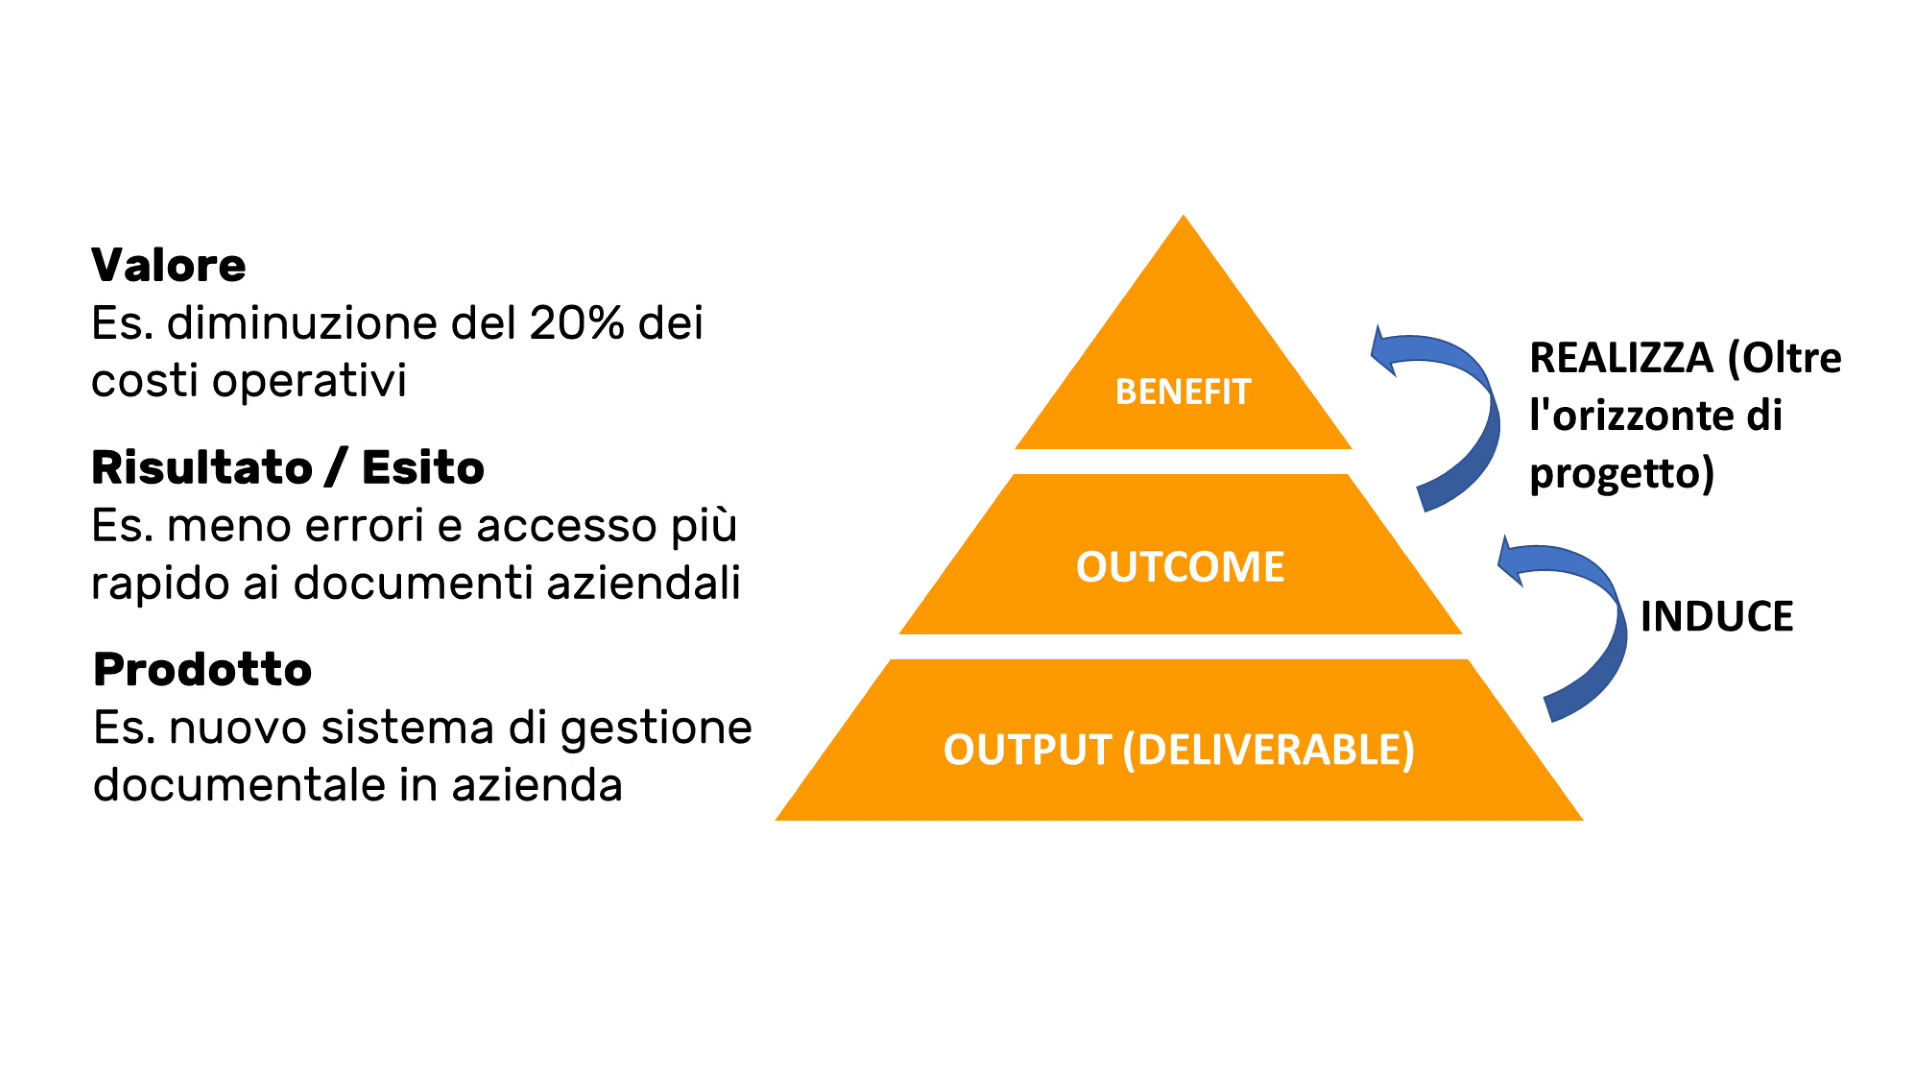 Valore
Es. diminuzione del 20% dei
costi operativi
Risultato / Esito
Es. meno errori e accesso più
rapido ai documenti aziendali
Prodotto
Es. nuovo sistema di gestione
documentale in azienda
BENEFIT
OUTCOME
OUTPUT (DELIVERABLE)
REALIZZA (Oltre
l'orizzonte di
progetto)
INDUCE